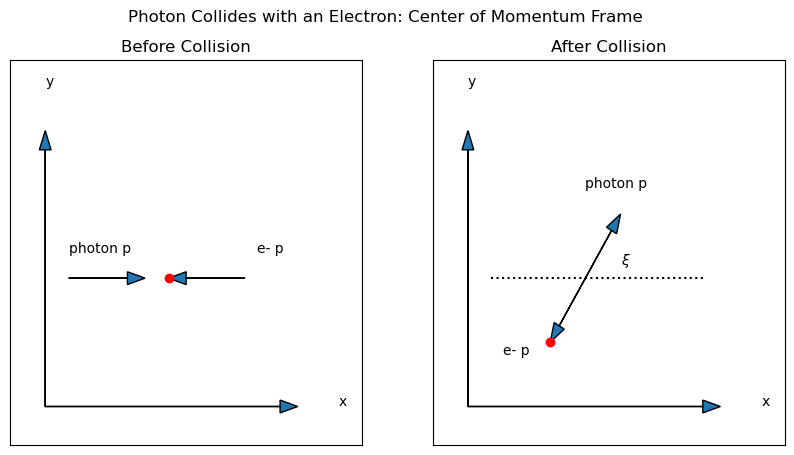 Photon Collides with an Electron: Center of Momentum Frame
Before Collision
y
photon p
e- p
x
After Collision
y
photon p
ξ
e- p
x